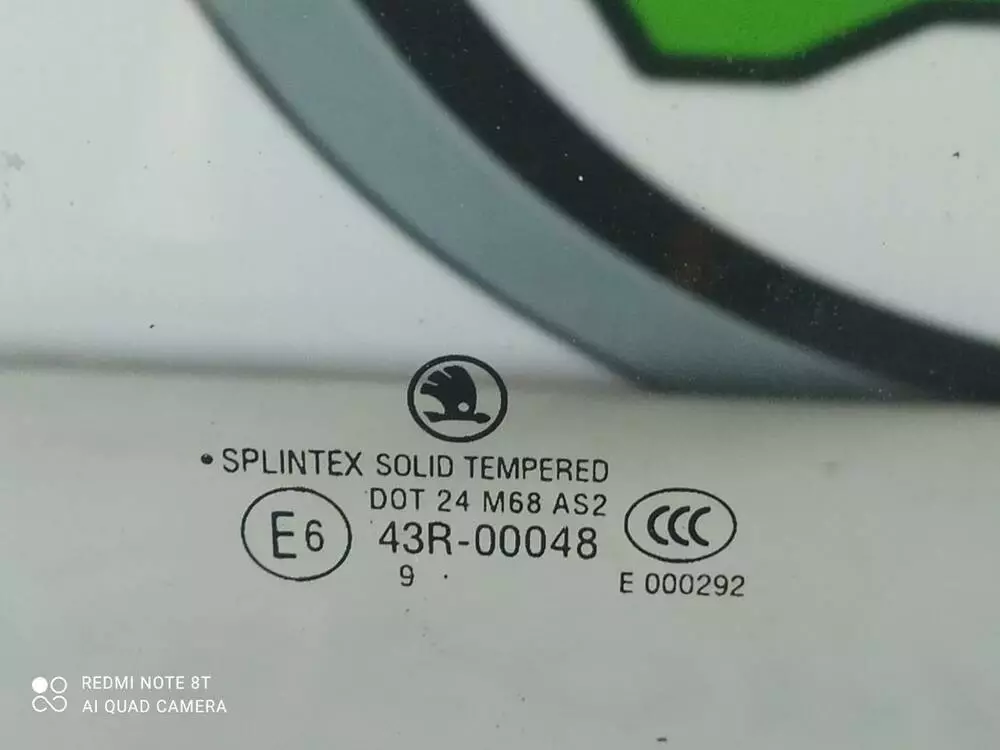 • SPLINTEX SOLID TEMPERED
DOT 24 M68 AS2
E6 43R-00048 CCC
9 .
E 000292
REDMI NOTE 8T
AI QUAD CAMERA